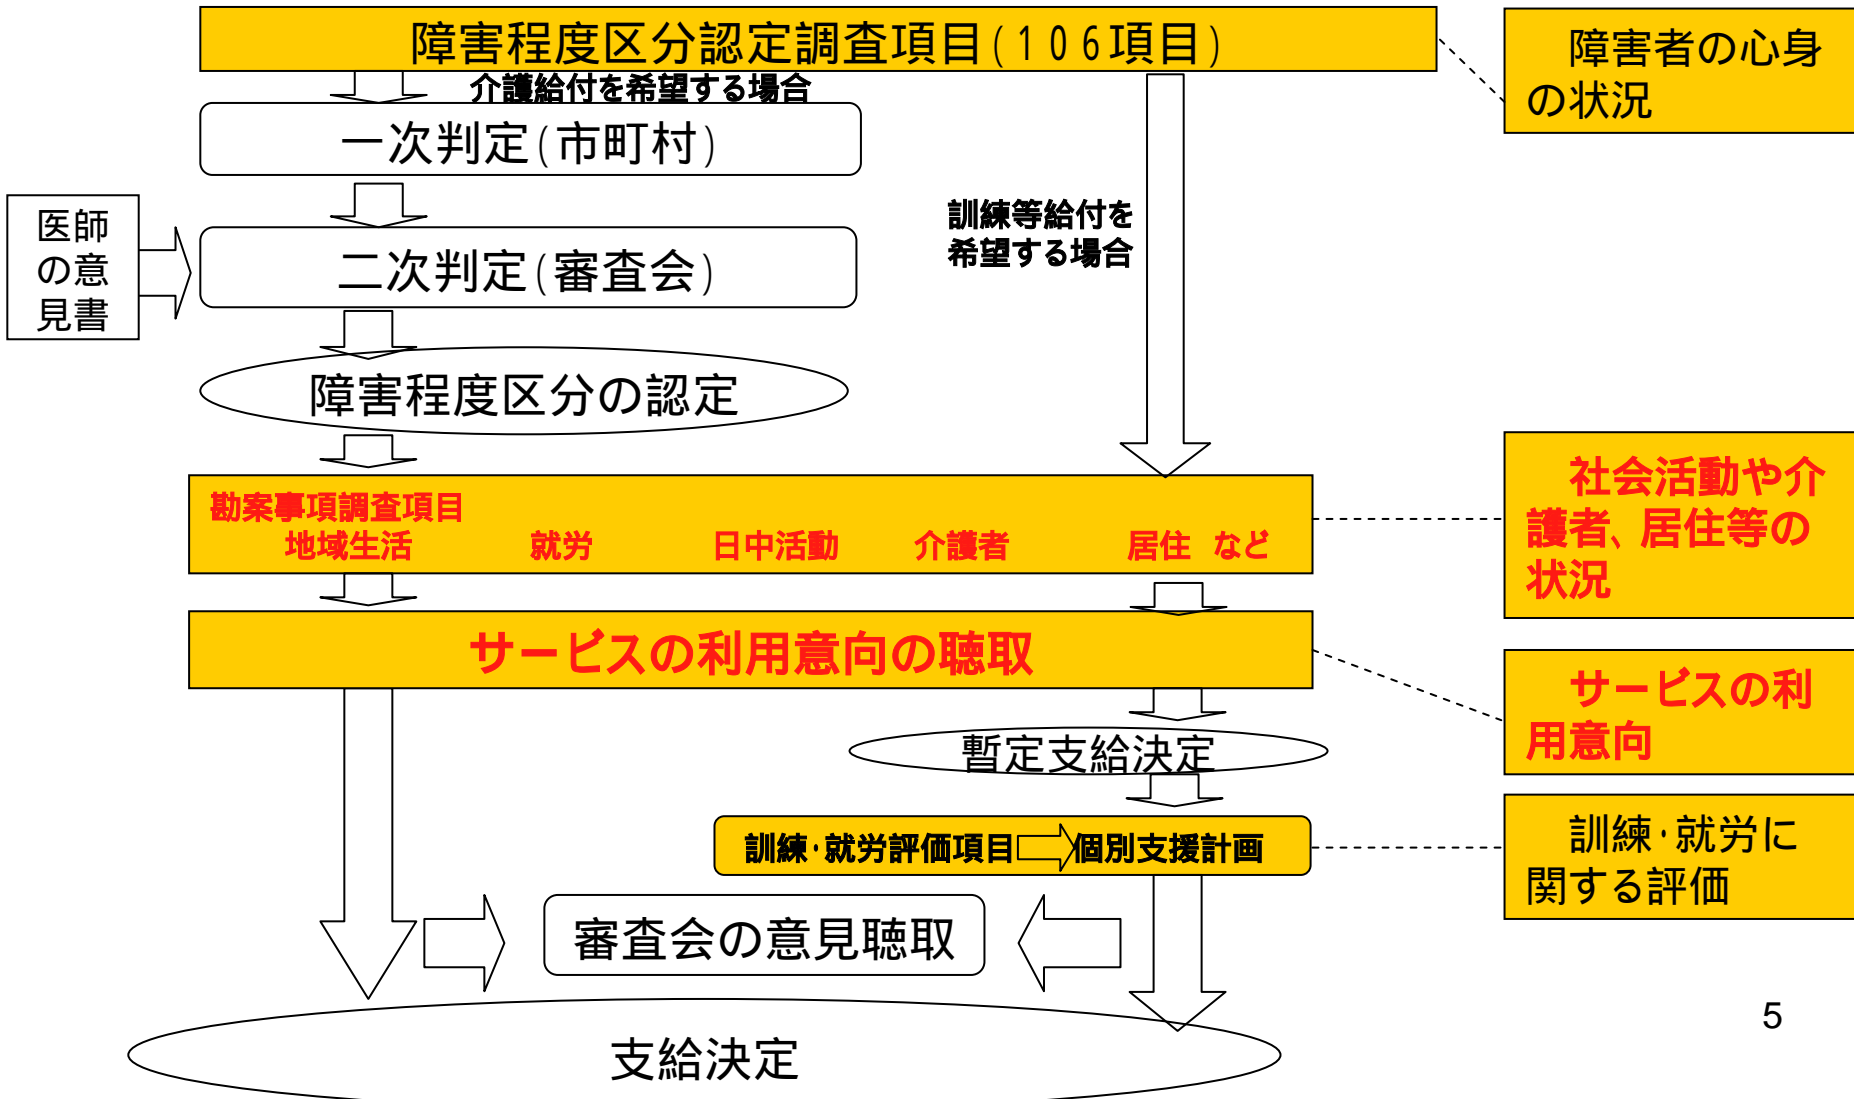 障害程度区分認定調査項目(106項目)
障害者の心身
の状況
介護給付を希望する場合
一次判定(市町村)
医師
の意
見書
訓練等給付を
希望する場合
二次判定(審査会)
障害程度区分の認定
勘案事項調査項目
地域生活 就労 日中活動 介護者 居住 など
社会活動や介
護者、居住等の
状況
サービスの利用意向の聴取
サービスの利
用意向
暫定支給決定
訓練・就労評価項目 個別支援計画
訓練・就労に
関する評価
審査会の意見聴取
支給決定
5